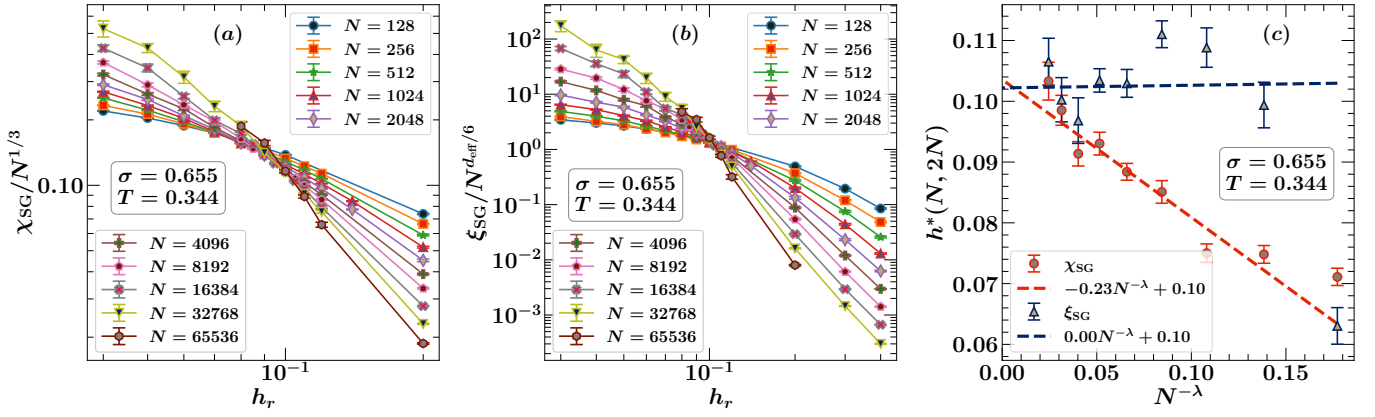 (a)
χ_SG/N^{1/3}
N = 128
N = 256
N = 512
N = 1024
N = 2048
σ = 0.655
T = 0.344
N = 4096
N = 8192
N = 16384
N = 32768
N = 65536
0.10
10^{-1}
h_r
(b)
ξ_SG/N^{d_eff/6}
10^2
10^1
10^0
10^{-1}
10^{-2}
10^{-3}
N = 128
N = 256
N = 512
N = 1024
N = 2048
σ = 0.655
T = 0.344
N = 4096
N = 8192
N = 16384
N = 32768
N = 65536
10^{-1}
h_r
(c)
h*(N, 2N)
0.11
0.10
0.09
0.08
0.07
0.06
σ = 0.655
T = 0.344
χ_SG
−0.23N^{−λ} + 0.10
ξ_SG
0.00N^{−λ} + 0.10
0.00 0.05 0.10 0.15
N^{−λ}